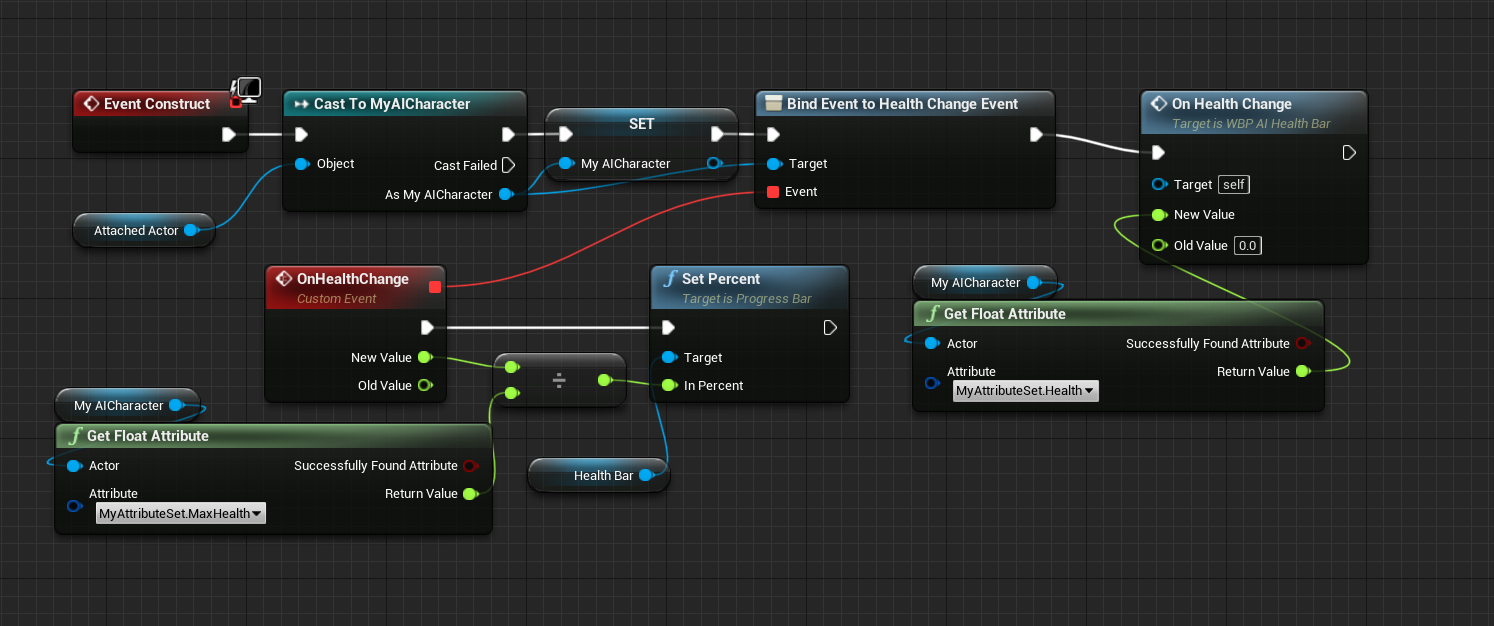 Event Construct
Cast To MyAICharacter
Object
Cast Failed
As My AICharacter
Attached Actor
SET
My AICharacter
Bind Event to Health Change Event
Target
Event
On Health Change
Target is WBP AI Health Bar
Target self
New Value
Old Value 0.0
OnHealthChange
Custom Event
New Value
Old Value
÷
Set Percent
Target is Progress Bar
Target
In Percent
Health Bar
My AICharacter
Get Float Attribute
Actor
Successfully Found Attribute
Attribute
Return Value
MyAttributeSet.Health
My AICharacter
Get Float Attribute
Actor
Successfully Found Attribute
Attribute
Return Value
MyAttributeSet.MaxHealth